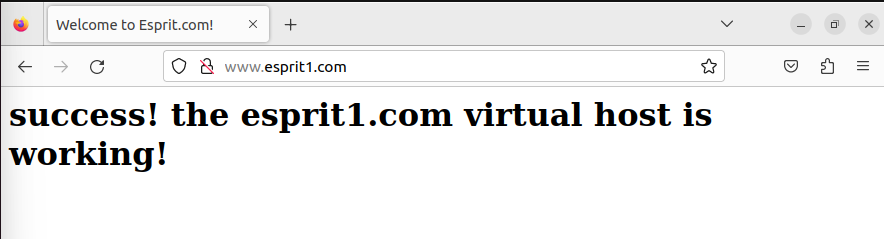 Welcome to Esprit.com!
www.esprit1.com
success! the esprit1.com virtual host is
working!